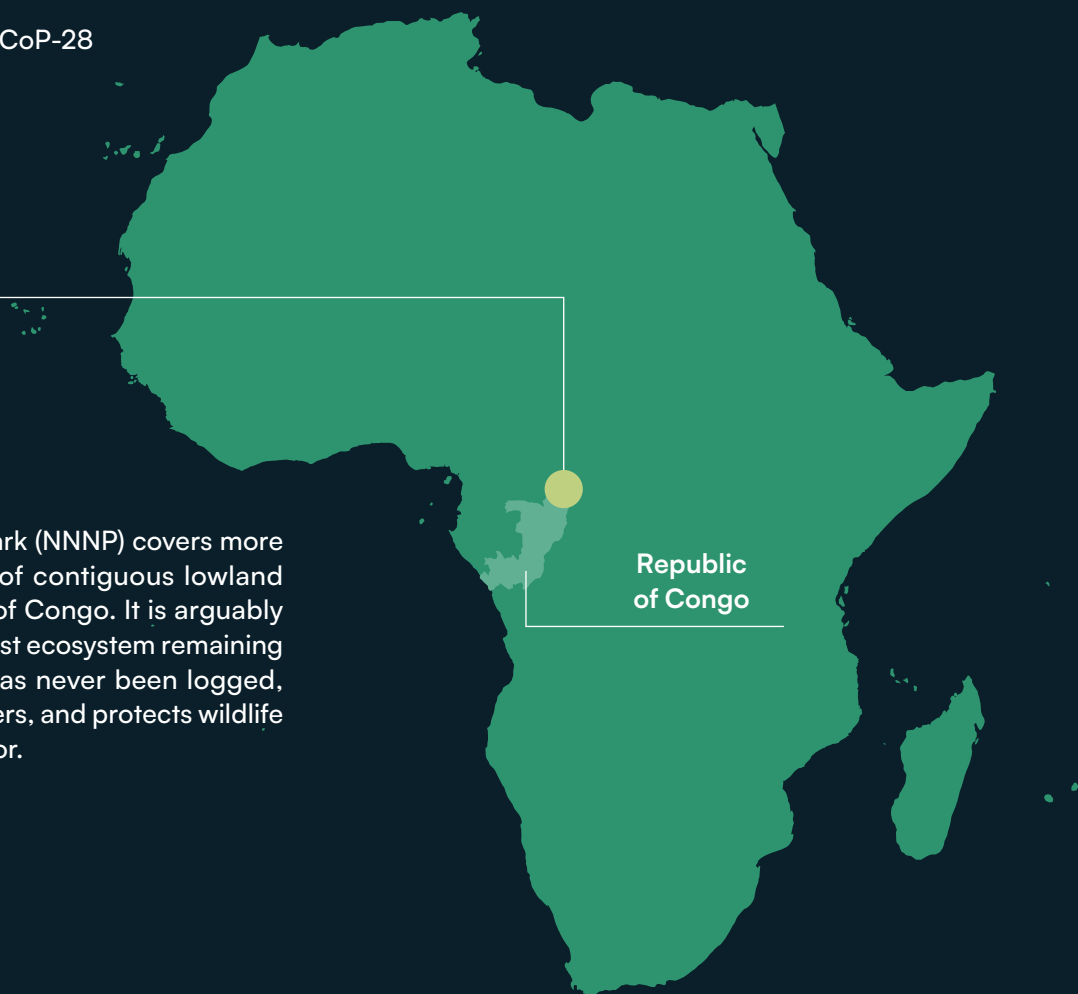 CoP-28
Republic
of Congo
ark (NNNP) covers more
of contiguous lowland
of Congo. It is arguably
st ecosystem remaining
as never been logged,
ers, and protects wildlife
or.